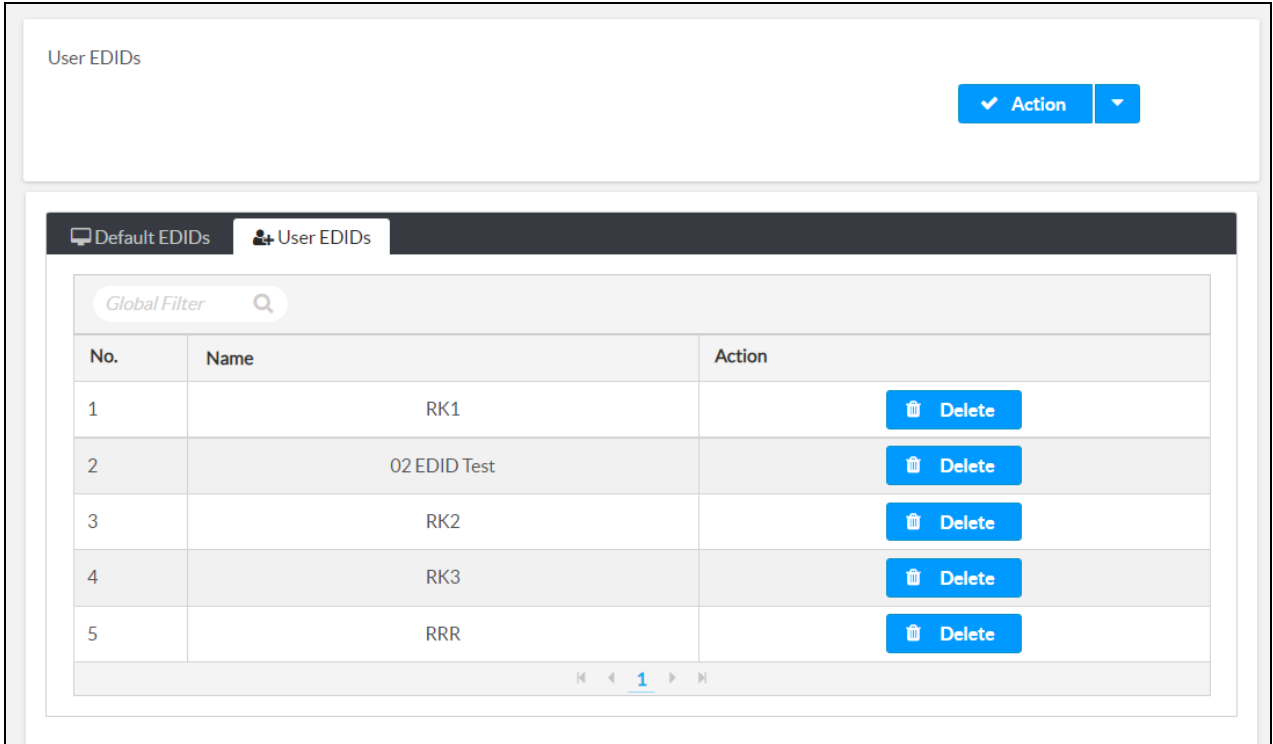 User EDIDs
Action
Default EDIDs User EDIDs
Global Filter
No. Name Action
1 RK1 Delete
2 02 EDID Test Delete
3 RK2 Delete
4 RK3 Delete
5 RRR Delete
1